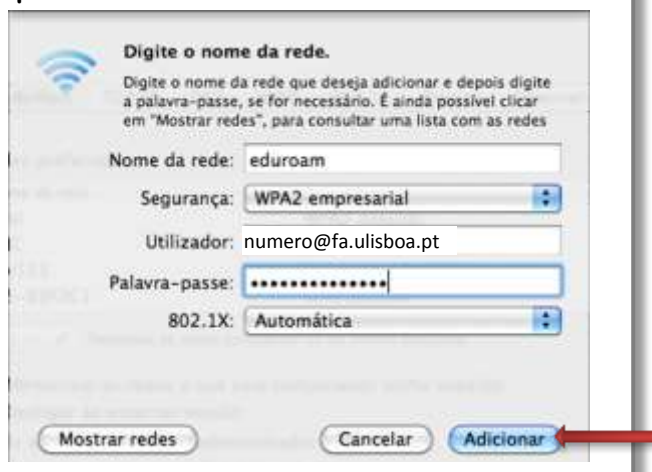 Digite o nome da rede.
Digite o nome da rede que deseja adicionar e depois digite
a palavra-passe, se for necessário. É ainda possível clicar
em "Mostrar redes", para consultar uma lista com as redes
Nome da rede: eduroam
Segurança: WPA2 empresarial
Utilizador: numero@fa.ulisboa.pt
Palavra-passe: ••••••••••••••
802.1X: Automática
Mostrar redes Cancelar Adicionar